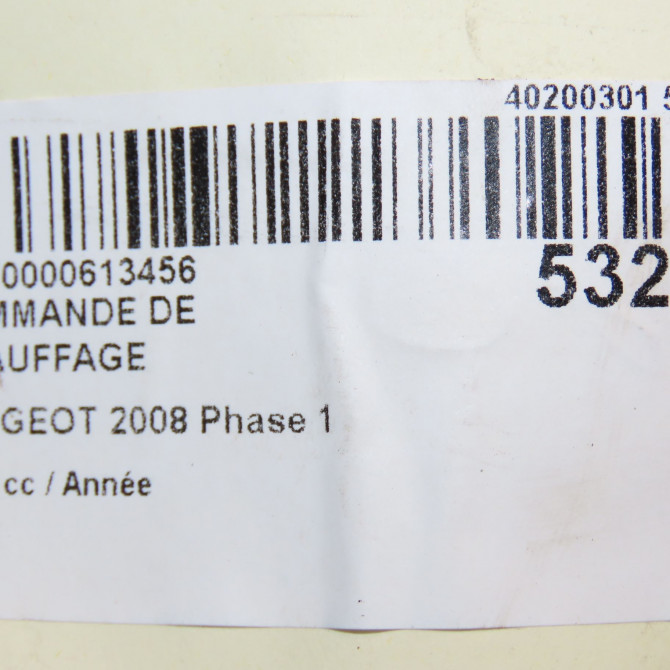 40200301 5
0000613456
532
MMANDE DE
AUFFAGE
GEOT 2008 Phase 1
cc / Année